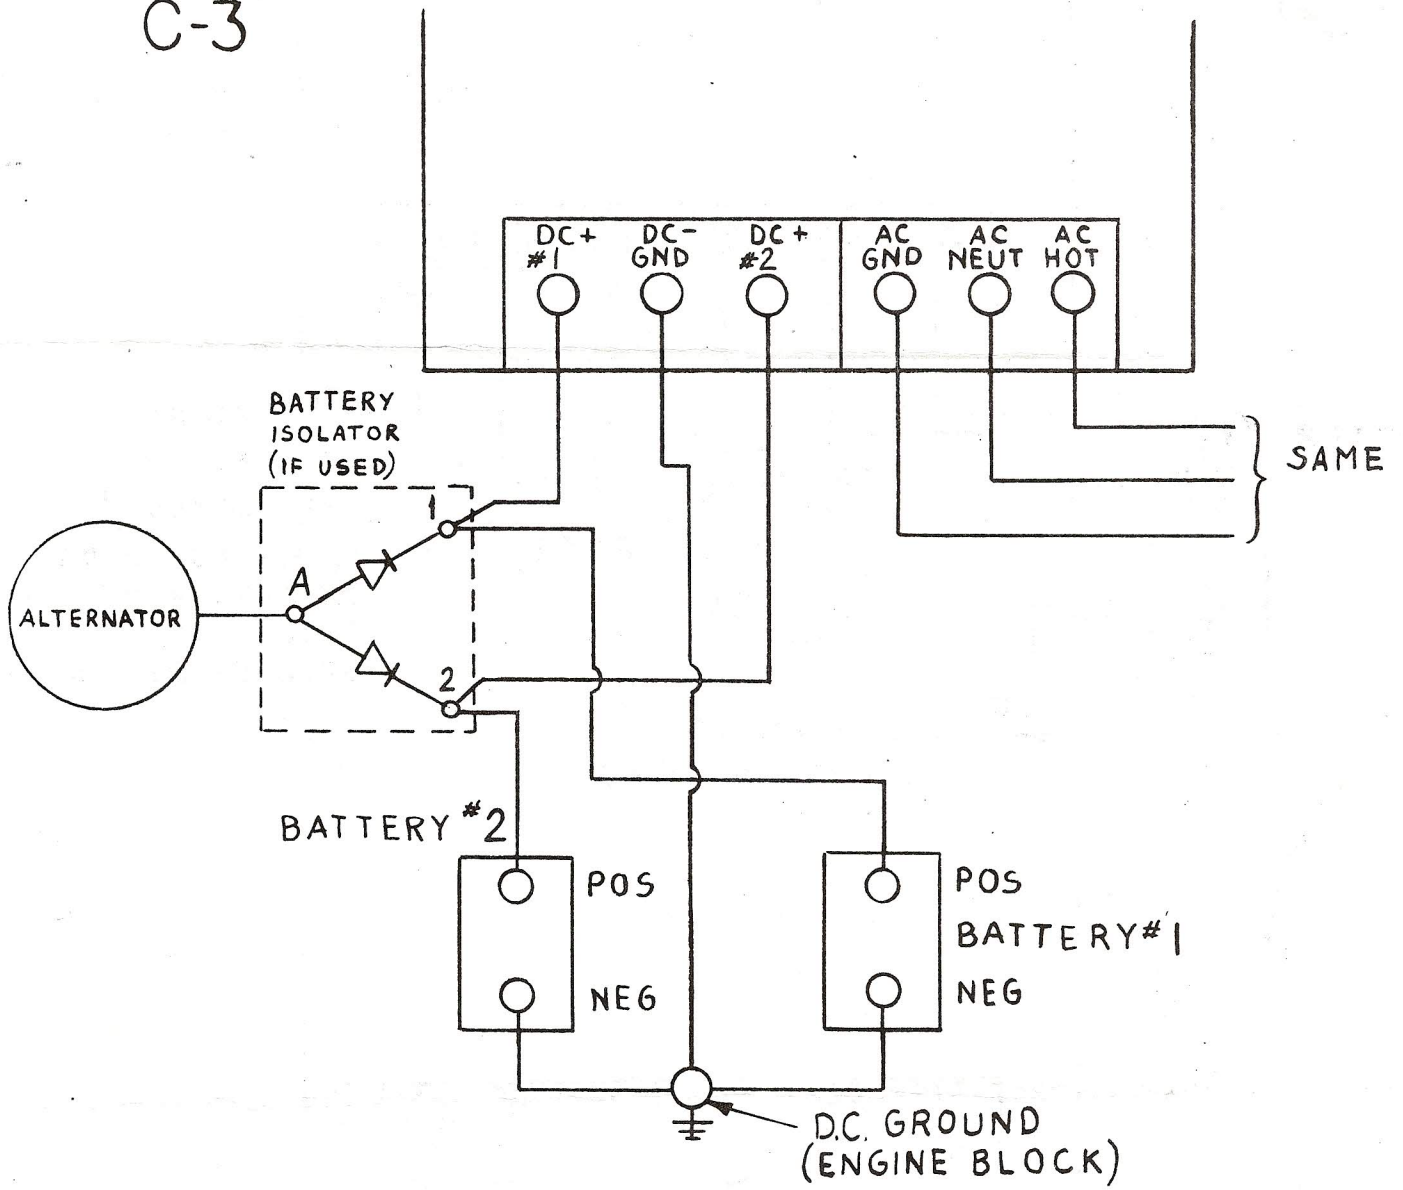 C-3
DC+
#1
DC-
GND
DC+
#2
AC
GND
AC
NEUT
AC
HOT
BATTERY
ISOLATOR
(IF USED)
SAME
1
A
ALTERNATOR
2
BATTERY #2
POS
NEG
POS
BATTERY #1
NEG
D.C. GROUND
(ENGINE BLOCK)